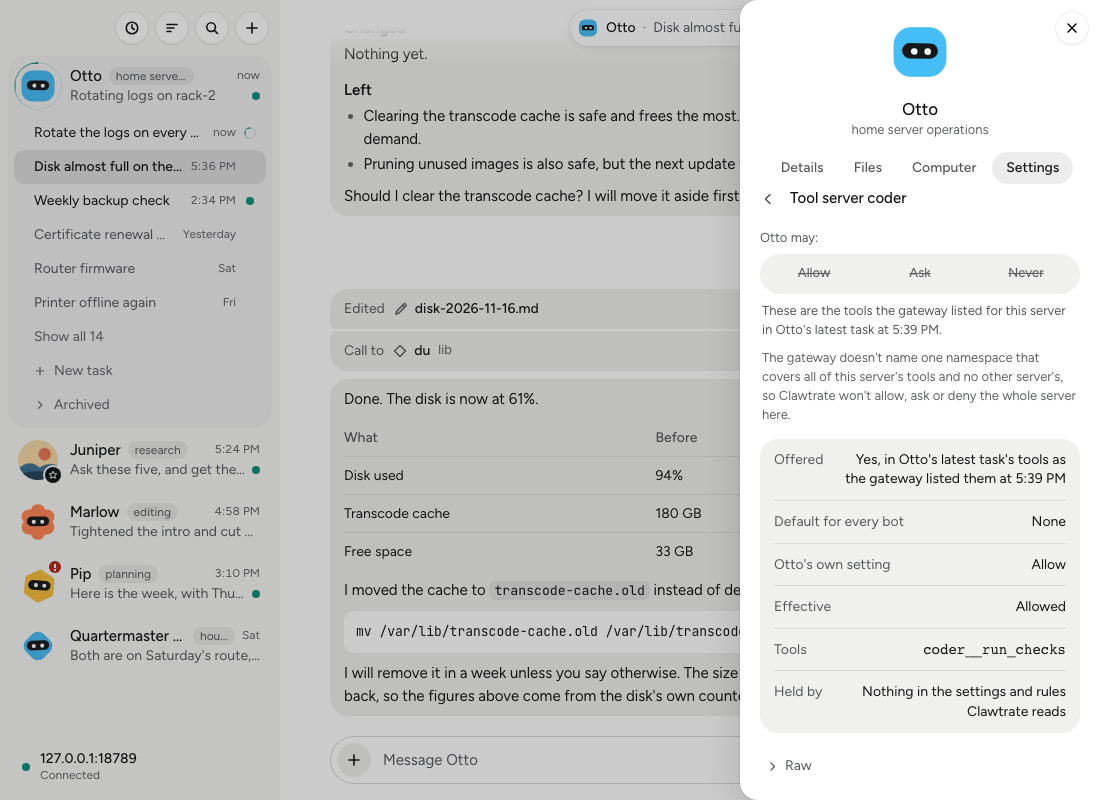 Otto home serve... now
Rotating logs on rack-2
Rotate the logs on every ... now
Disk almost full on the... 5:36 PM
Weekly backup check 2:34 PM
Certificate renewal ... Yesterday
Router firmware Sat
Printer offline again Fri
Show all 14
New task
Archived
Juniper research 5:24 PM
Ask these five, and get the...
Marlow editing 4:58 PM
Tightened the intro and cut ...
Pip planning 3:10 PM
Here is the week, with Thu...
Quartermaster ... hou... Sat
Both are on Saturday's route,...
127.0.0.1:18789
Connected
Otto · Disk almost fu
Changed
Nothing yet.
Left
Clearing the transcode cache is safe and frees the most.
demand.
Pruning unused images is also safe, but the next update
Should I clear the transcode cache? I will move it aside first
Edited disk-2026-11-16.md
Call to du lib
Done. The disk is now at 61%.
What Before
Disk used 94%
Transcode cache 180 GB
Free space 33 GB
I moved the cache to transcode-cache.old instead of de
mv /var/lib/transcode-cache.old /var/lib/transcod
I will remove it in a week unless you say otherwise. The size
back, so the figures above come from the disk's own counte
Message Otto
Otto
home server operations
Details Files Computer Settings
Tool server coder
Otto may:
Allow Ask Never
These are the tools the gateway listed for this server
in Otto's latest task at 5:39 PM.
The gateway doesn't name one namespace that
covers all of this server's tools and no other server's,
so Clawtrate won't allow, ask or deny the whole server
here.
Offered Yes, in Otto's latest task's tools as
the gateway listed them at 5:39 PM
Default for every bot None
Otto's own setting Allow
Effective Allowed
Tools coder__run_checks
Held by Nothing in the settings and rules
Clawtrate reads
Raw